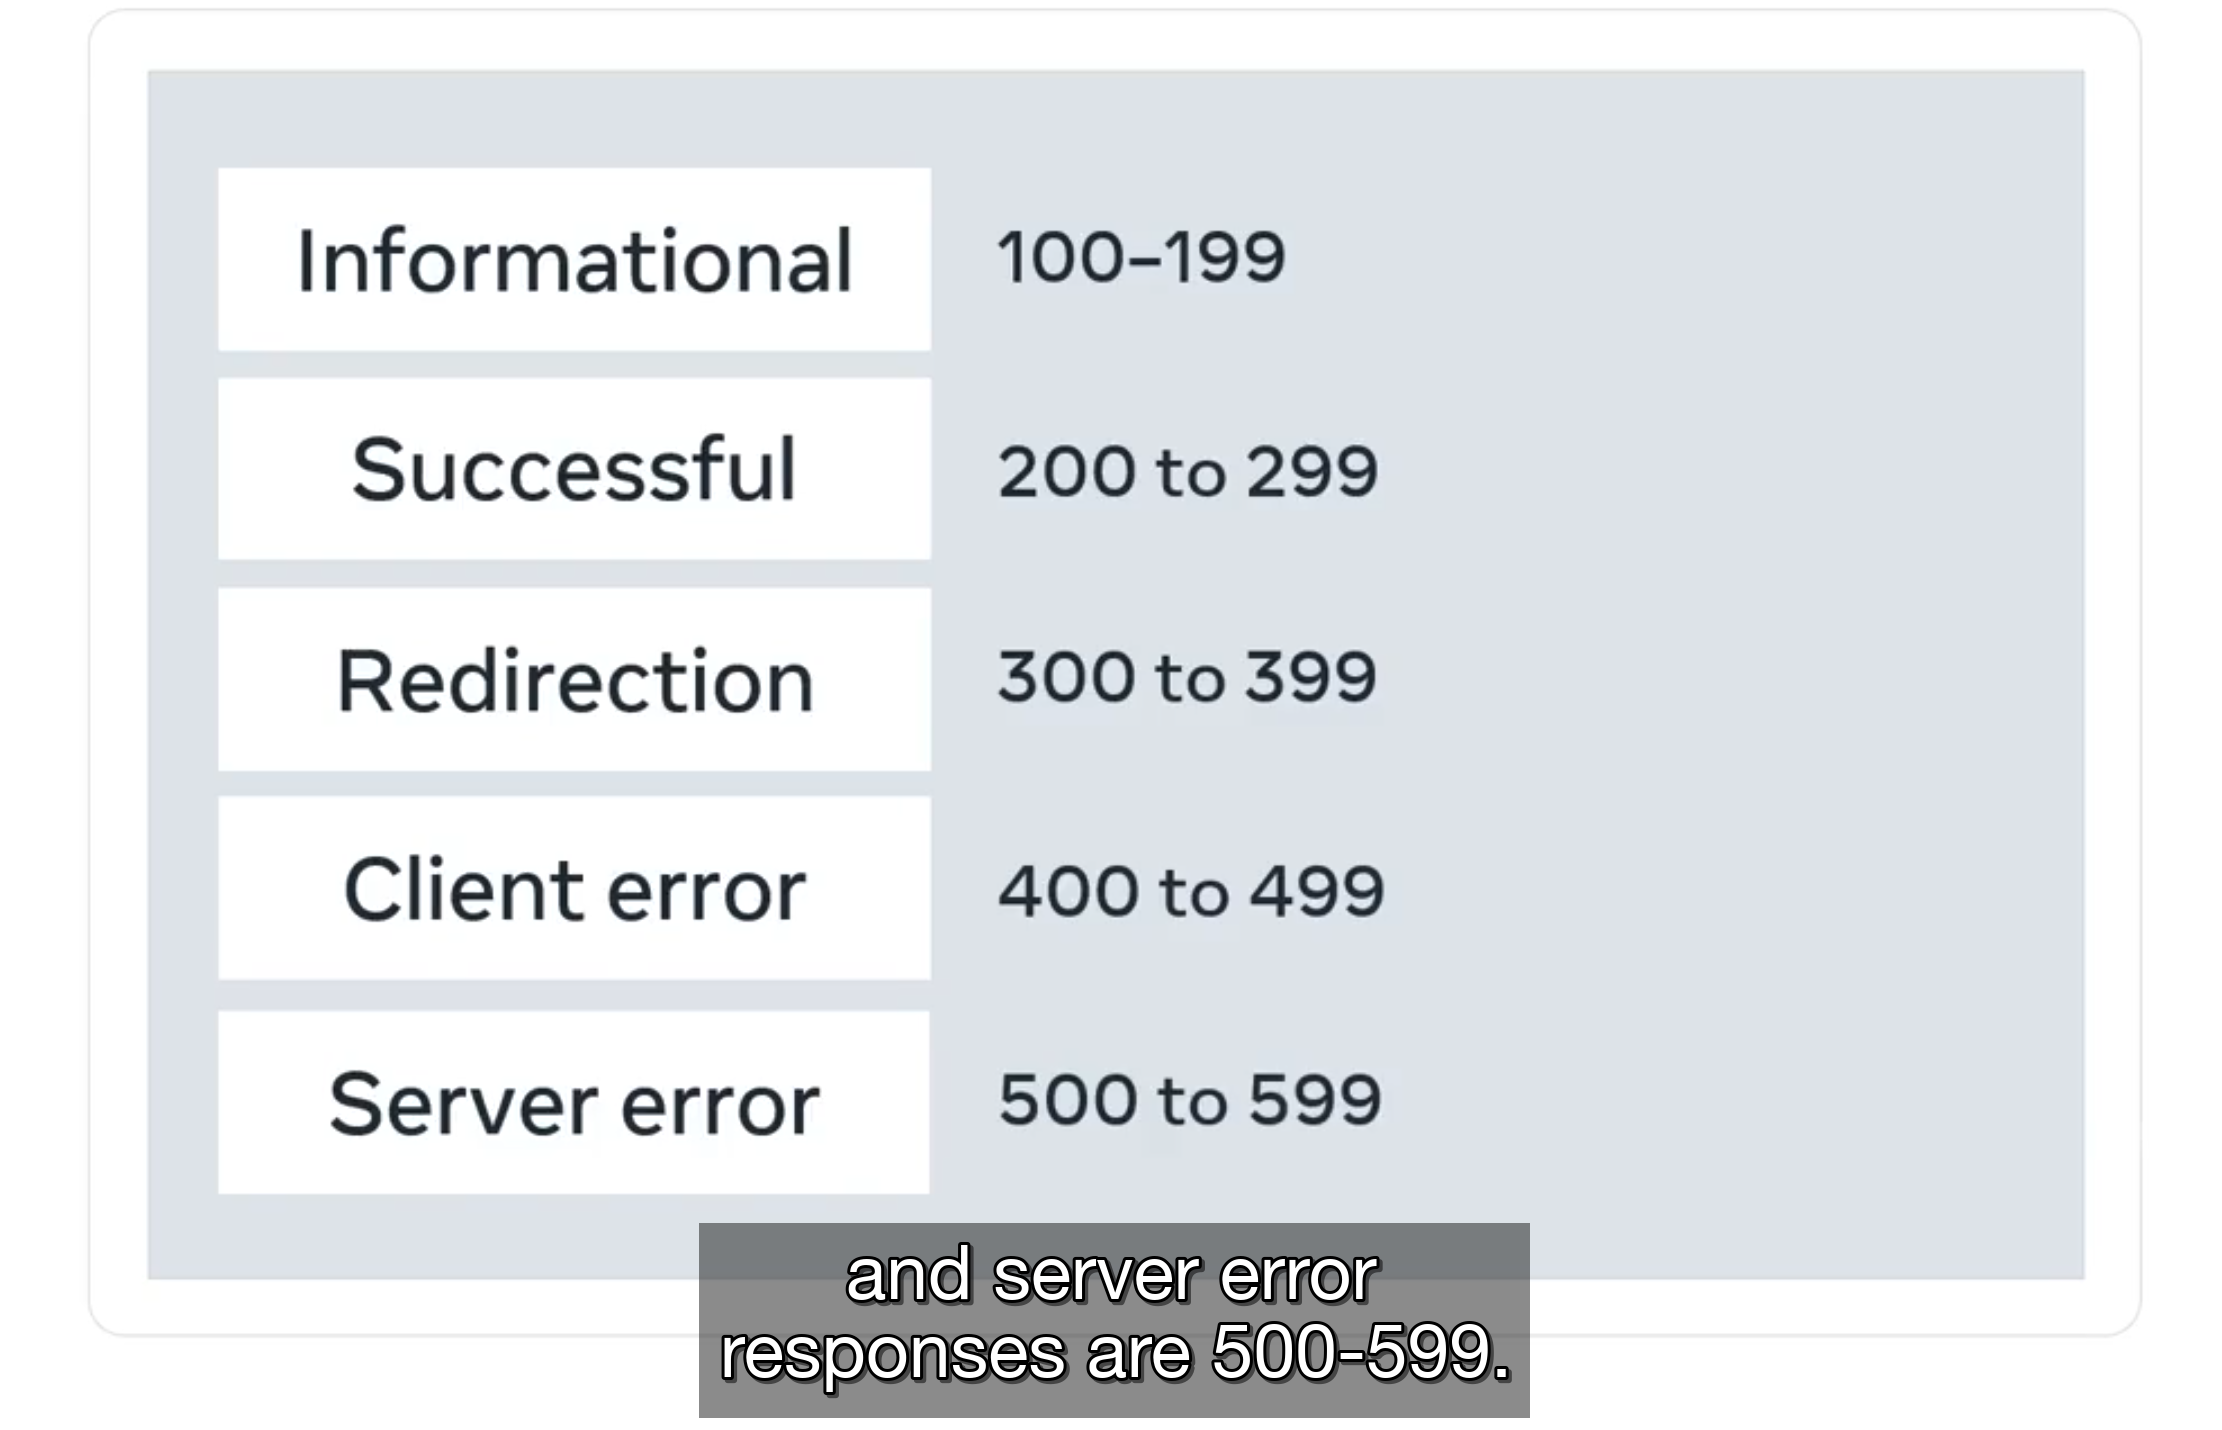 Informational 100–199
Successful 200 to 299
Redirection 300 to 399
Client error 400 to 499
Server error 500 to 599
and server error
responses are 500-599.